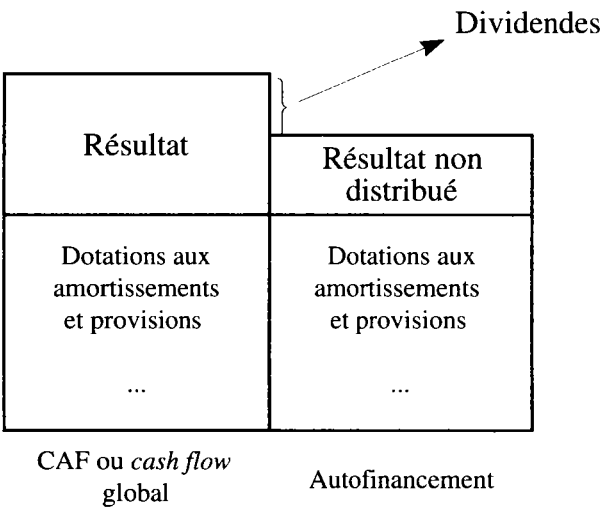 Dividendes
Résultat
Résultat non
distribué
Dotations aux
amortissements
et provisions
...
Dotations aux
amortissements
et provisions
...
CAF ou cash flow
global
Autofinancement